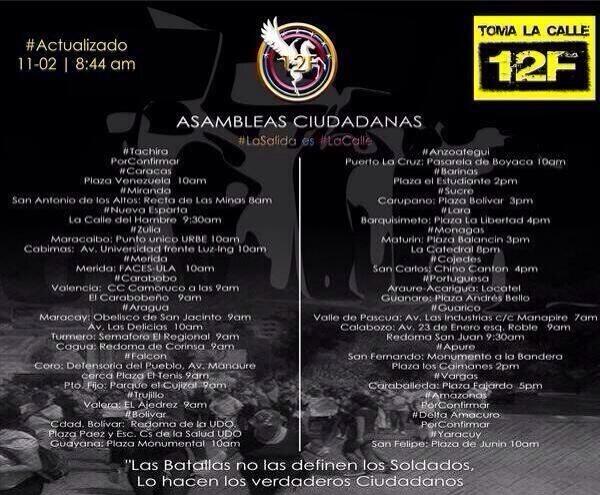 #Actualizado
11-02 | 8:44 am
12F
TOMA LA CALLE
12F
ASAMBLEAS CIUDADANAS
#LaSalida es #LaCalle
#Tachira
PorConfirmar
#Caracas
Plaza Venezuela 10am
#Miranda
San Antonio de los Altos: Recta de Las Minas 8am
#Nueva Esparta
La Calle del Hambre 9:30am
#Zulia
Maracaibo: Punto unico URBE 10am
Cabimas: Av. Universidad frente Luz-Ing 10am
#Merida
Merida: FACES-ULA 10am
#Carabobo
Valencia: CC Camoruco a las 9am
El Carabobeño 9am
#Aragua
Maracay: Obelisco de San Jacinto 9am
Av. Las Delicias 10am
Turmero: Semaforo El Regional 9am
Cagua: Redoma de Corinsa 9am
#Falcon
Coro: Defensoria del Pueblo, Av. Manaure
cerca Plaza El Tenis 9am
Pto. Fijo: Parque el Cujizal 9am
#Trujillo
Valera: EL Ajedrez 9am
#Bolivar
Cdad. Bolivar: Redoma de la UDO,
Plaza Paez y Esc. Cs de la Salud UDO
Guayana: Plaza Monumental 10am
#Anzoategui
Puerto La Cruz: Pasarela de Boyaca 10am
#Barinas
Plaza el Estudiante 2pm
#Sucre
Carupano: Plaza Bolivar 3pm
#Lara
Barquisimeto: Plaza La Libertad 4pm
#Monagas
Maturin: Plaza Balancin 3pm
La Catedral 8pm
#Cojedes
San Carlos: Chino Canton 4pm
#Portuguesa
Araure-Acarigua: Locatel
Guanare: Plaza Andrés Bello
#Guarico
Valle de Pascua: Av. Las Industrias c/c Manapire 7am
Calabozo: Av. 23 de Enero esq. Roble 9am
Redoma San Juan 9:30am
#Apure
San Fernando: Monumento a la Bandera
Plaza los Caimanes 2pm
#Vargas
Caraballeda: Plaza Fajardo 5pm
#Amazonas
PorConfirmar
#Delta Amacuro
PorConfirmar
#Yaracuy
San Felipe: Plaza de Junin 10am
"Las Batallas no las definen los Soldados,
Lo hacen los verdaderos Ciudadanos